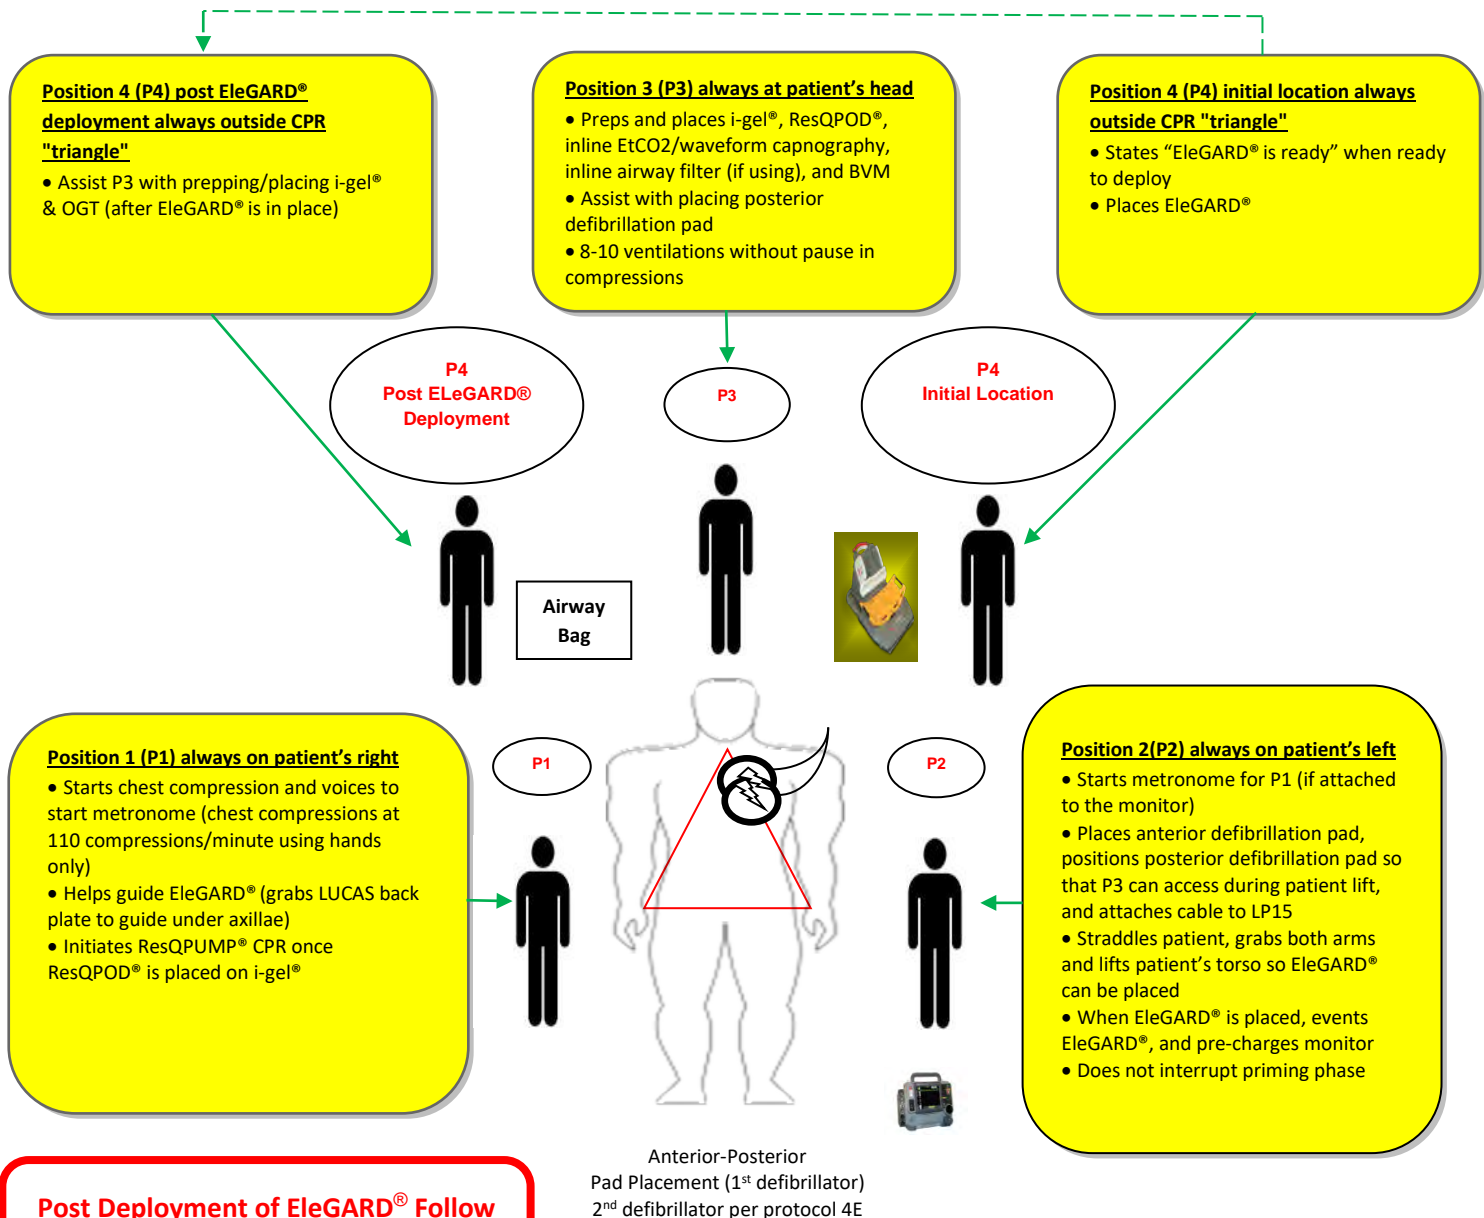 Position 4 (P4) post EleGARD®
deployment always outside CPR
"triangle"
• Assist P3 with prepping/placing i-gel®
& OGT (after EleGARD® is in place)
Position 3 (P3) always at patient’s head
• Preps and places i-gel®, ResQPOD®,
inline EtCO2/waveform capnography,
inline airway filter (if using), and BVM
• Assist with placing posterior
defibrillation pad
• 8-10 ventilations without pause in
compressions
Position 4 (P4) initial location always
outside CPR "triangle"
• States “EleGARD® is ready” when ready
to deploy
• Places EleGARD®
P4
Post ELeGARD®
Deployment
P3
P4
Initial Location
Airway
Bag
Position 1 (P1) always on patient’s right
• Starts chest compression and voices to
start metronome (chest compressions at
110 compressions/minute using hands
only)
• Helps guide EleGARD® (grabs LUCAS back
plate to guide under axillae)
• Initiates ResQPUMP® CPR once
ResQPOD® is placed on i-gel®
P1
P2
Position 2(P2) always on patient’s left
• Starts metronome for P1 (if attached
to the monitor)
• Places anterior defibrillation pad,
positions posterior defibrillation pad so
that P3 can access during patient lift,
and attaches cable to LP15
• Straddles patient, grabs both arms
and lifts patient’s torso so EleGARD®
can be placed
• When EleGARD® is placed, events
EleGARD®, and pre-charges monitor
• Does not interrupt priming phase
Anterior-Posterior
Pad Placement (1st defibrillator)
2nd defibrillator per protocol 4E
Post Deployment of EleGARD® Follow